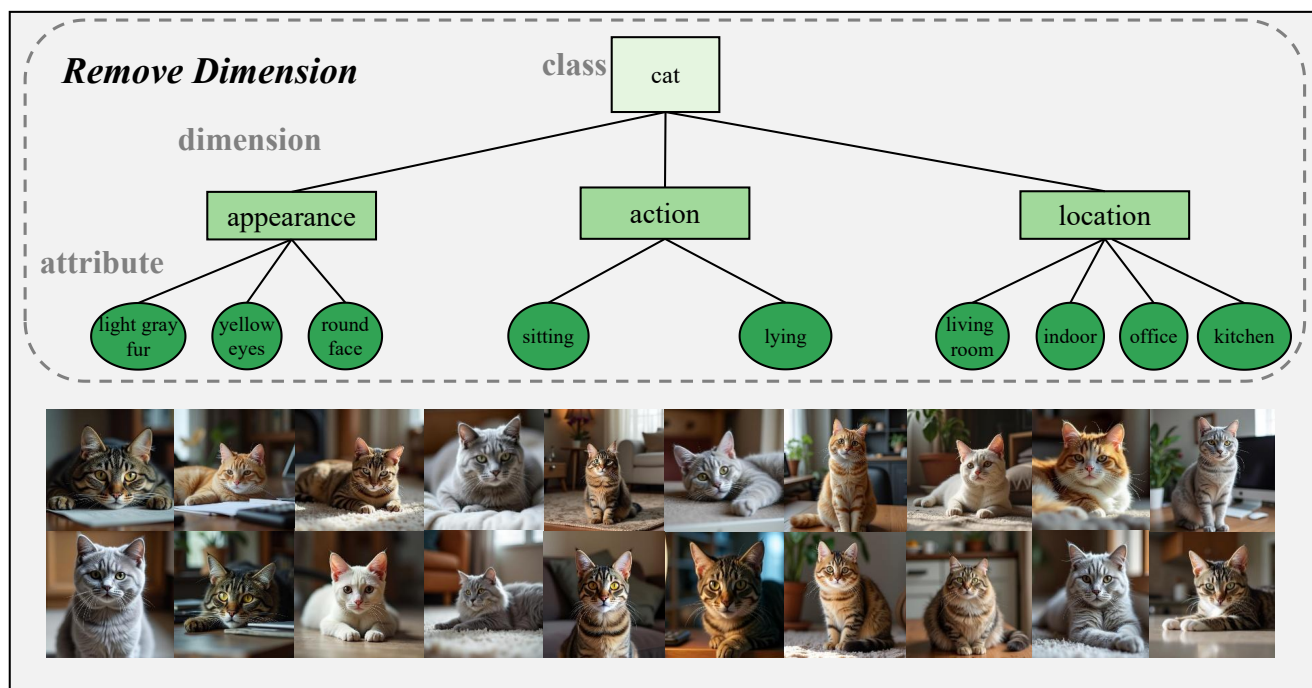 Remove Dimension
class
cat
dimension
appearance
action
location
attribute
light gray
fur
yellow
eyes
round
face
sitting
lying
living
room
indoor
office
kitchen